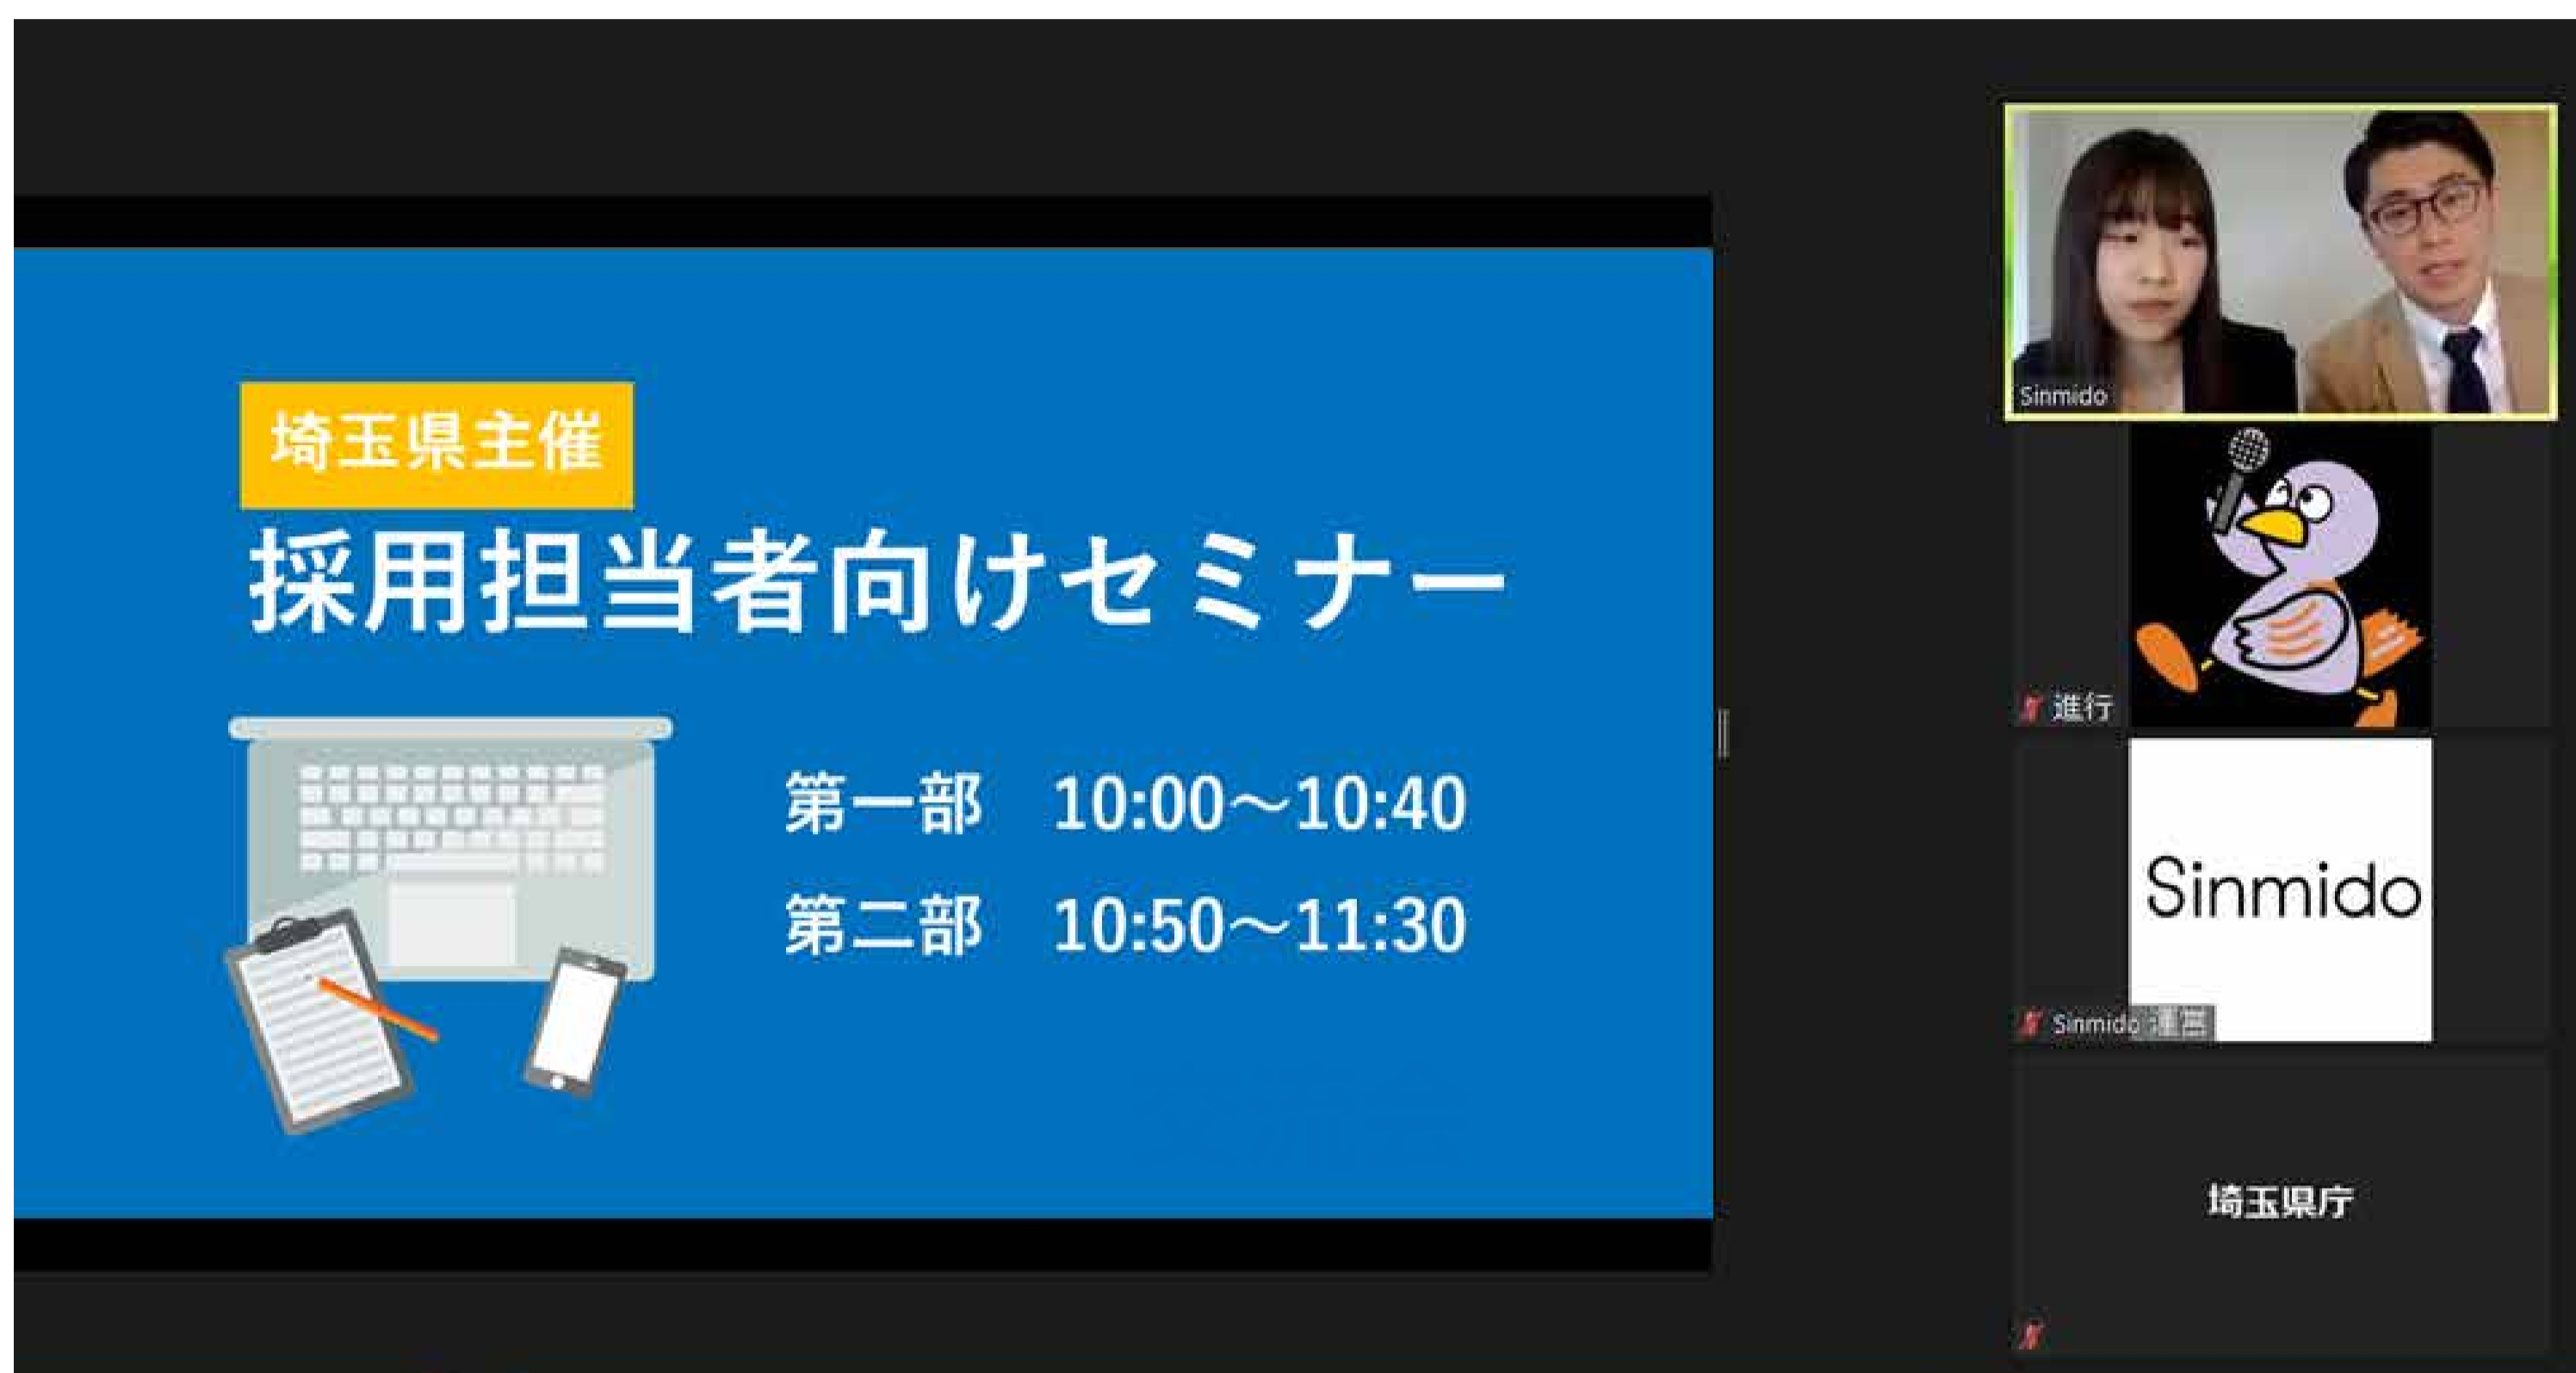 埼玉県主催
採用担当者向けセミナー
第一部 10:00～10:40
第二部 10:50～11:30
Sinmido
進行
Sinmido
Sinmido 運営
埼玉県庁